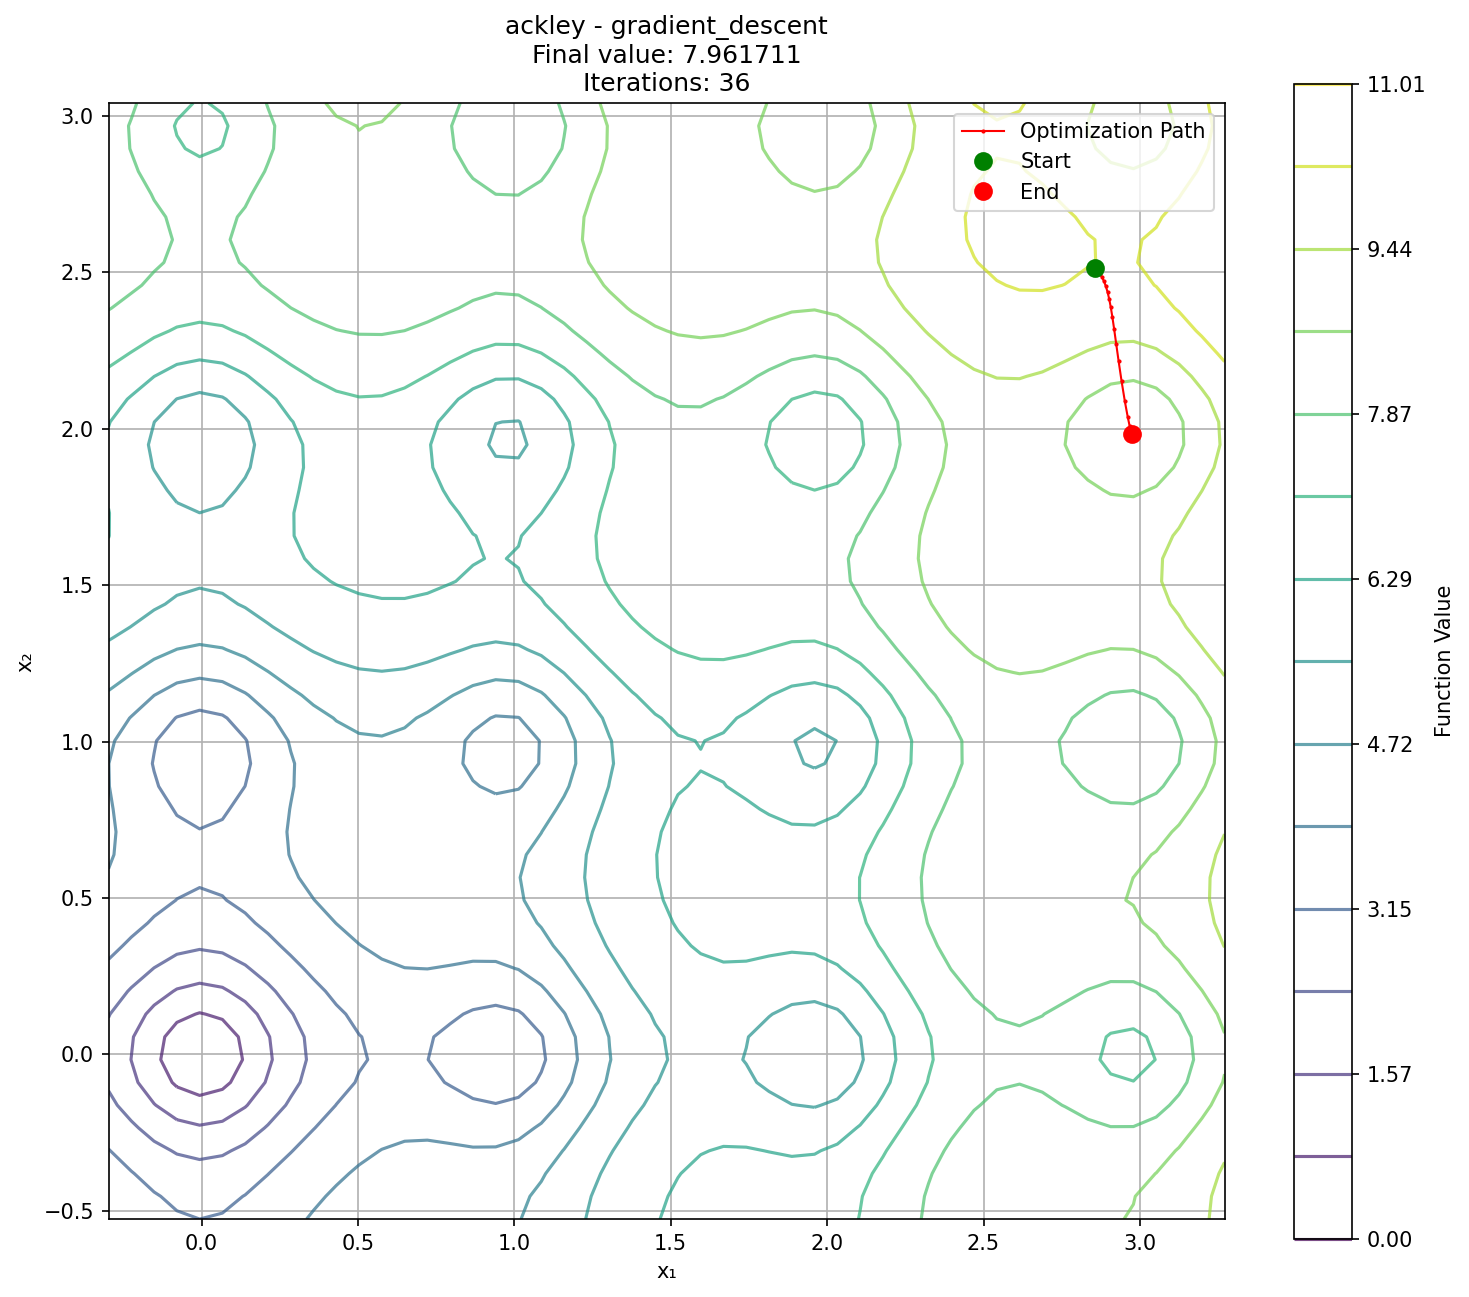 ackley - gradient_descent
Final value: 7.961711
Iterations: 36
Optimization Path
Start
End
3.0
2.5
2.0
1.5
1.0
0.5
0.0
−0.5
x₂
0.0 0.5 1.0 1.5 2.0 2.5 3.0
x₁
11.01
9.44
7.87
6.29
4.72
3.15
1.57
0.00
Function Value